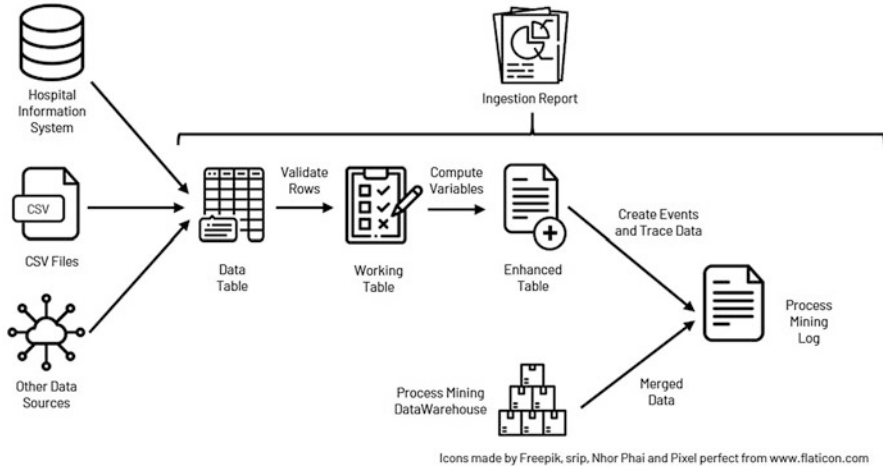 Ingestion Report
Hospital
Information
System
Validate
Rows
Compute
Variables
CSV
Create Events
and Trace Data
CSV Files
Data
Table
Working
Table
Enhanced
Table
Process
Mining
Log
Other Data
Sources
Process Mining
DataWarehouse
Merged
Data
Icons made by Freepik, srip, Nhor Phai and Pixel perfect from www.flaticon.com